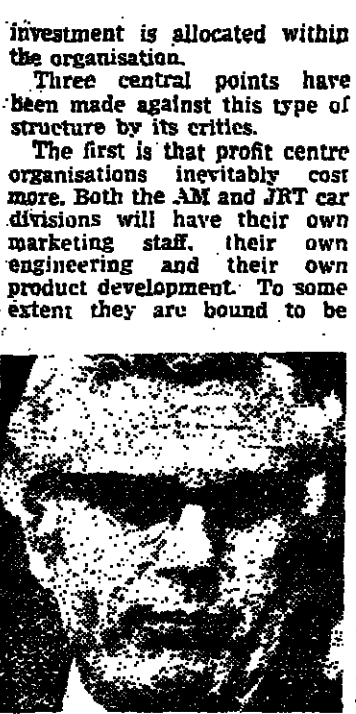 investment is allocated within
the organisation.
Three central points have
been made against this type of
structure by its critics.
The first is that profit centre
organisations inevitably cost
more. Both the AM and JRT car
divisions will have their own
marketing staff, their own
engineering and their own
product development. To some
extent they are bound to be